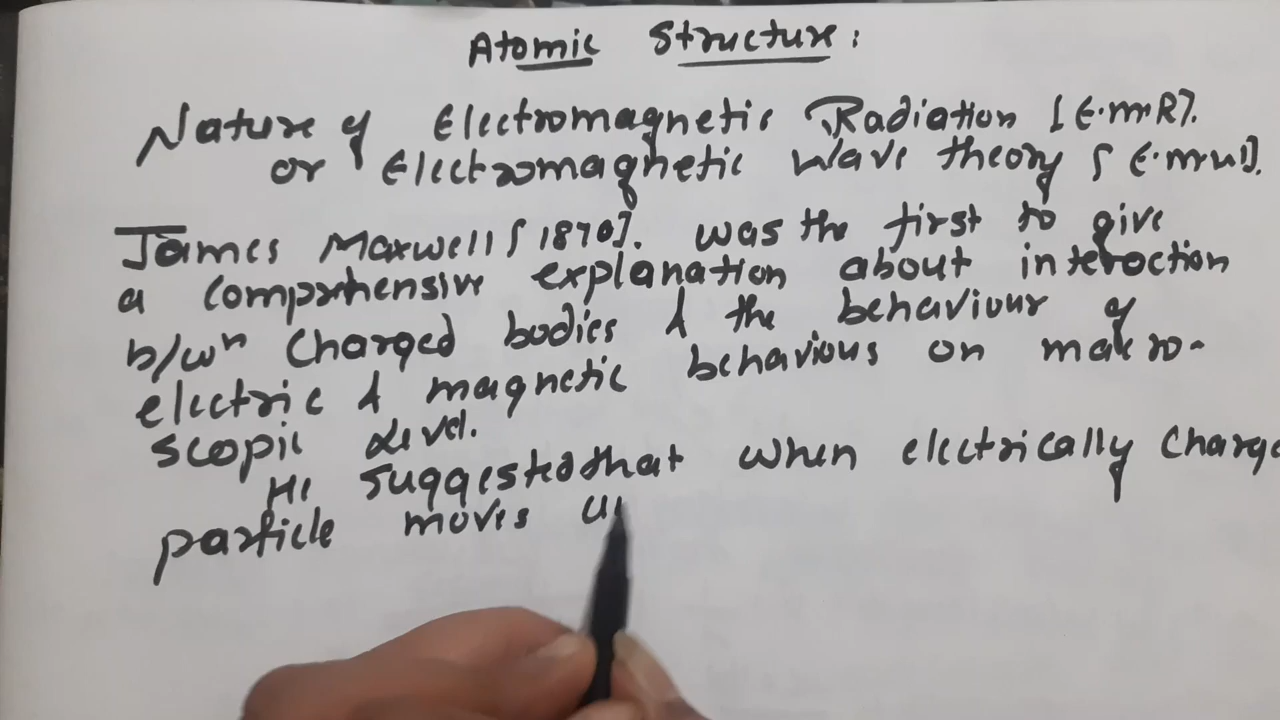 Atomic Structure:
Nature of Electromagnetic Radiation [E.m.R].
or Electromagnetic wave theory [E.m.w].
James Maxwell [1870]. was the first to give
a comprehensive explanation about interaction
b/wn charged bodies & the behaviour of
electric & magnetic behavious on makro-
scopic level.
He suggested that when electrically charge
particle moves u